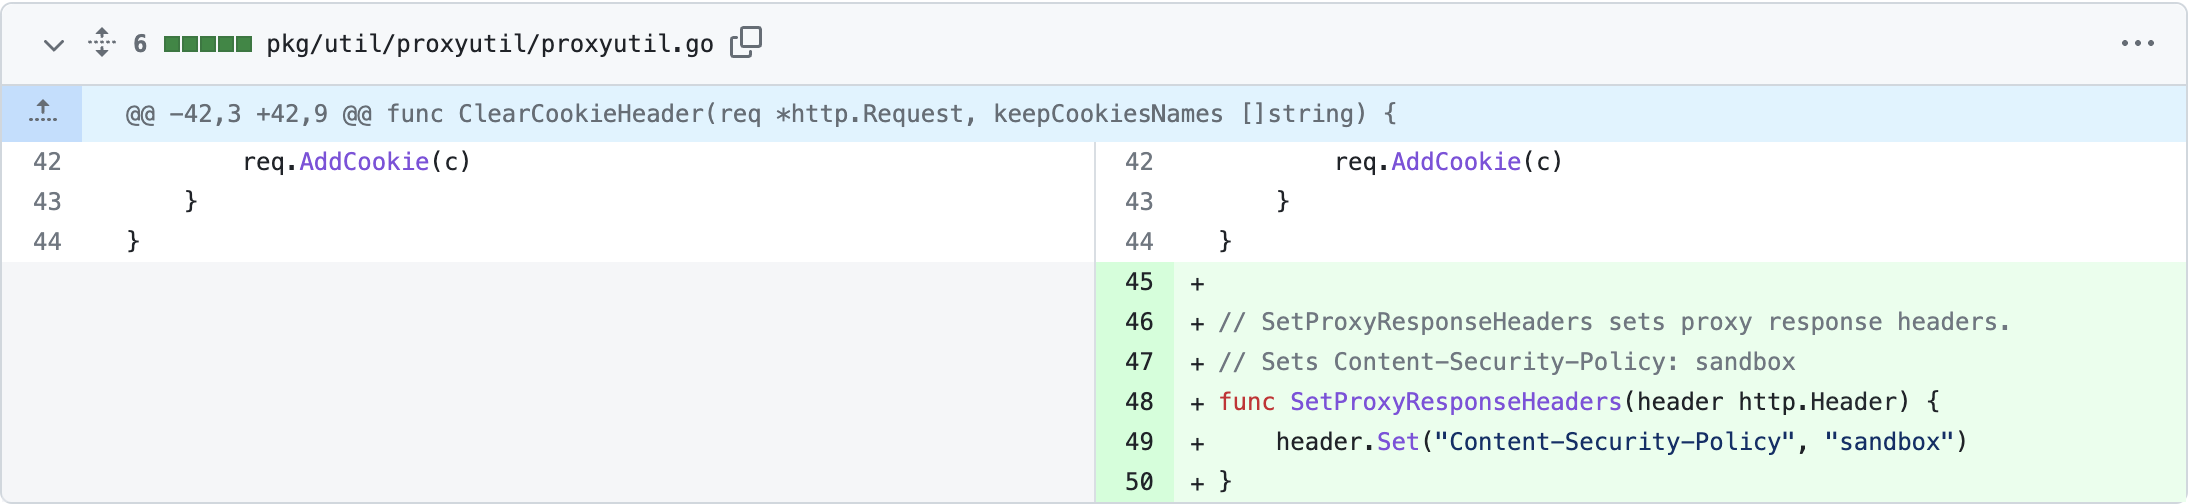 6 pkg/util/proxyutil/proxyutil.go
@@ -42,3 +42,9 @@ func ClearCookieHeader(req *http.Request, keepCookiesNames []string) {
42 req.AddCookie(c)
43 }
44 }
42 req.AddCookie(c)
43 }
44 }
45 +
46 + // SetProxyResponseHeaders sets proxy response headers.
47 + // Sets Content-Security-Policy: sandbox
48 + func SetProxyResponseHeaders(header http.Header) {
49 + header.Set("Content-Security-Policy", "sandbox")
50 + }